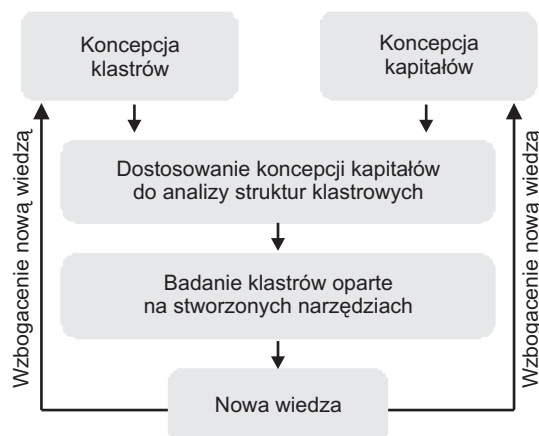 Koncepcja
klastrów
Koncepcja
kapitałów
Dostosowanie koncepcji kapitałów
do analizy struktur klastrowych
Badanie klastrów oparte
na stworzonych narzędziach
Nowa wiedza
Wzbogacenie nową wiedzą
Wzbogacenie nową wiedzą